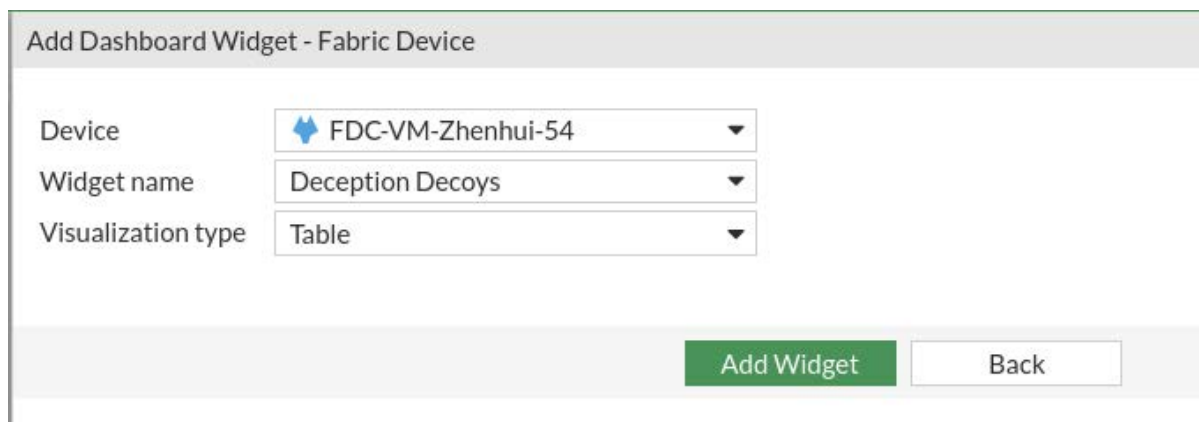 Add Dashboard Widget - Fabric Device
Device FDC-VM-Zhenhui-54
Widget name Deception Decoys
Visualization type Table
Add Widget Back